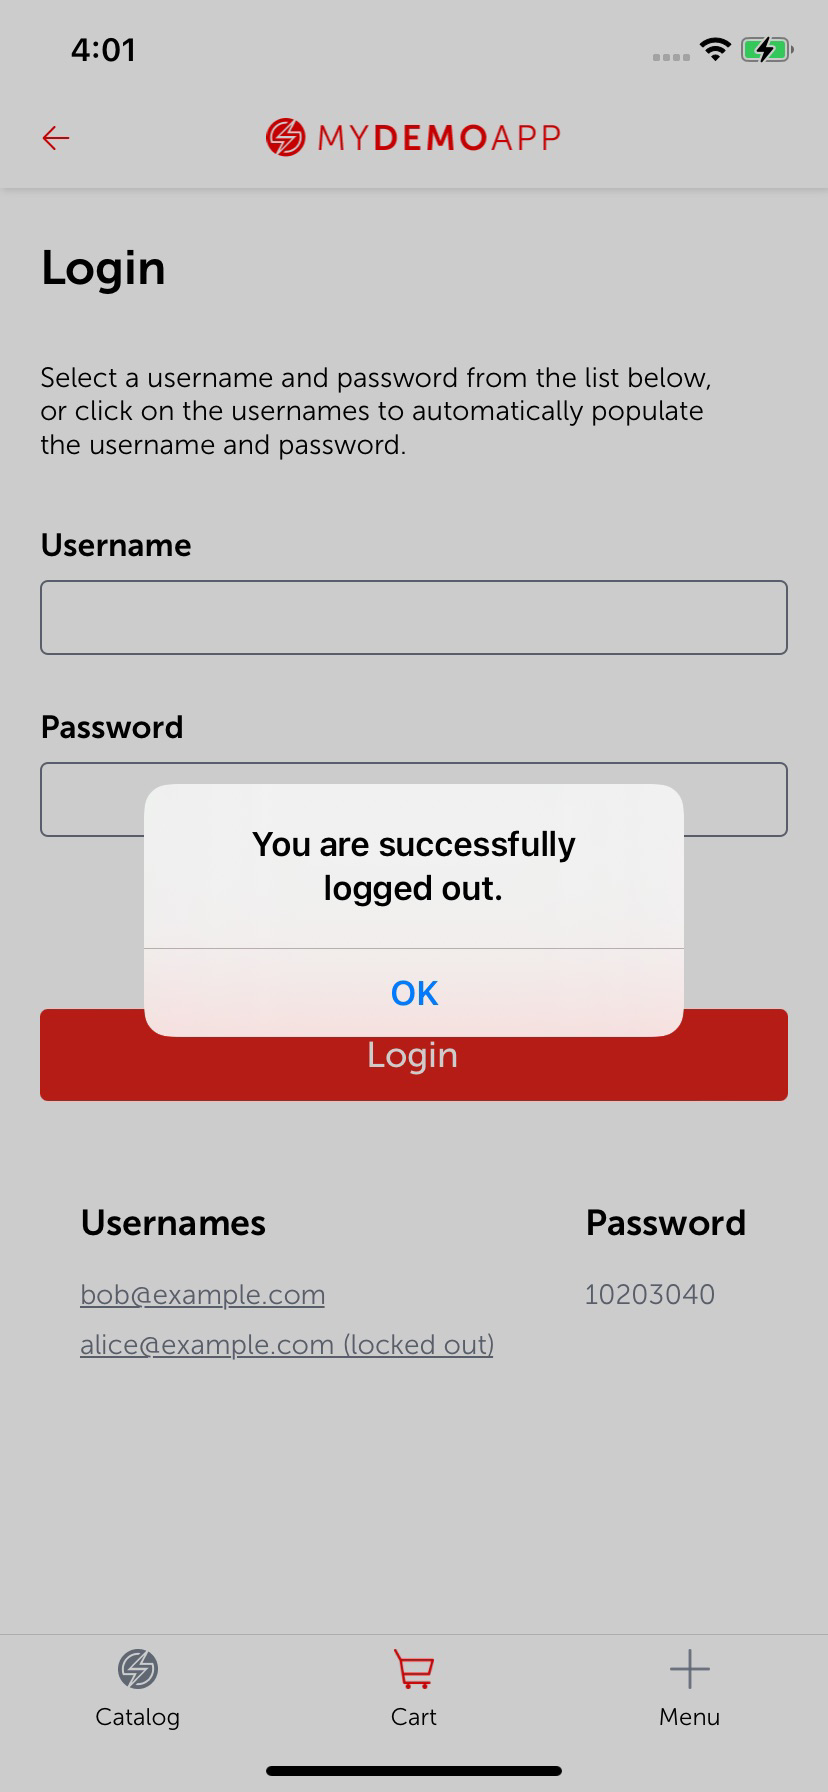 4:01
MYDEMOAPP
Login
Select a username and password from the list below,
or click on the usernames to automatically populate
the username and password.
Username
Password
You are successfully
logged out.
OK
Login
Usernames Password
bob@example.com 10203040
alice@example.com (locked out)
Catalog Cart Menu